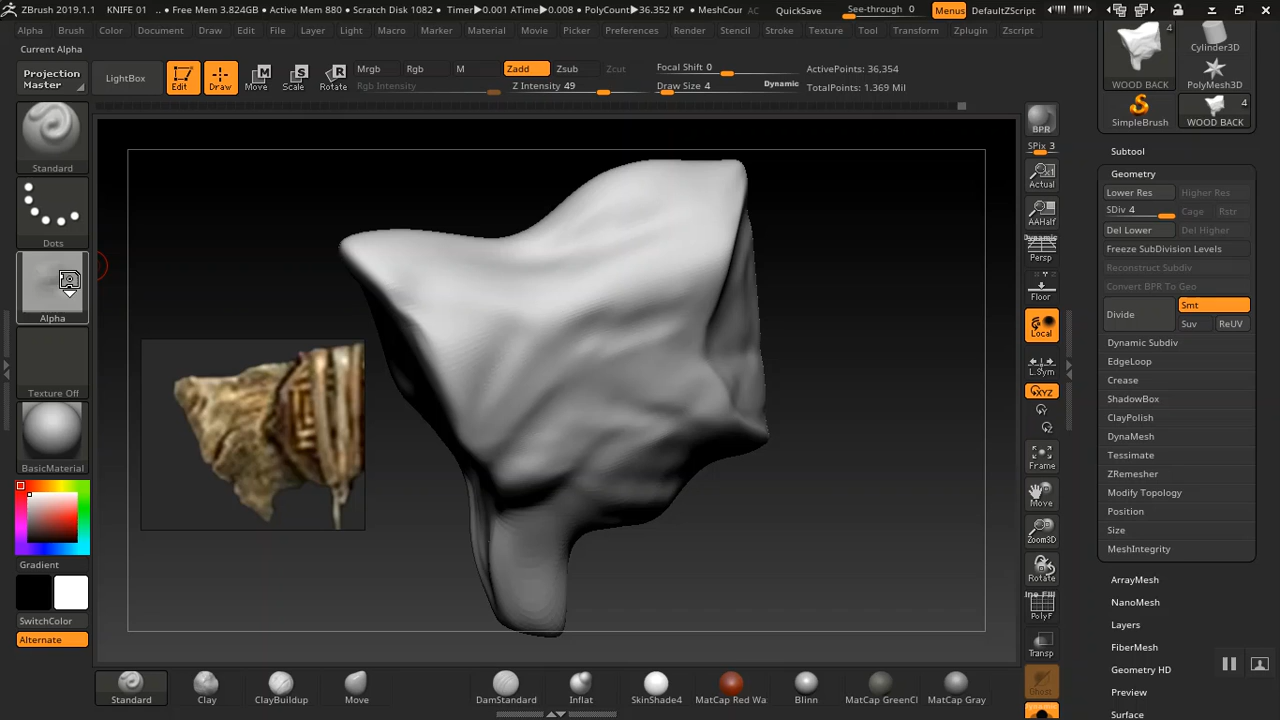 ZBrush 2019.1.1 KNIFE 01 • Free Mem 3.824GB • Active Mem 880 • Scratch Disk 1082 • Timer▶0.001 ATime▶0.008 • PolyCount▶36.352 KP • MeshCour AC QuickSave See-through 0 Menus DefaultZScript
Alpha Brush Color Document Draw Edit File Layer Light Macro Marker Material Movie Picker Preferences Render Stencil Stroke Texture Tool Transform Zplugin Zscript
Current Alpha
Projection Master
LightBox
Edit Draw Move Scale Rotate
Mrgb Rgb M
Rgb Intensity
Zadd Zsub Zcut
Z Intensity 49
Focal Shift 0
Draw Size 4 Dynamic
ActivePoints: 36,354
TotalPoints: 1.369 Mil
Standard
Dots
Alpha
Texture Off
BasicMaterial
Gradient
SwitchColor
Alternate
BPR
SPix 3
Actual
AAHalf
Dynamic
Persp
Floor
Local
L.Sym
XYZ
Y
Z
Frame
Move
Zoom3D
Rotate
ine Fill
PolyF
Transp
Ghost
4
Cylinder3D
WOOD BACK
PolyMesh3D
4
SimpleBrush
WOOD BACK
Subtool
Geometry
Lower Res Higher Res
SDiv 4 Cage Rstr
Del Lower Del Higher
Freeze SubDivision Levels
Reconstruct Subdiv
Convert BPR To Geo
Divide Smt
Suv ReUV
Dynamic Subdiv
EdgeLoop
Crease
ShadowBox
ClayPolish
DynaMesh
Tessimate
ZRemesher
Modify Topology
Position
Size
MeshIntegrity
ArrayMesh
NanoMesh
Layers
FiberMesh
Geometry HD
Preview
Surface
Standard Clay ClayBuildup Move DamStandard Inflat SkinShade4 MatCap Red Wa Blinn MatCap GreenCl MatCap Gray